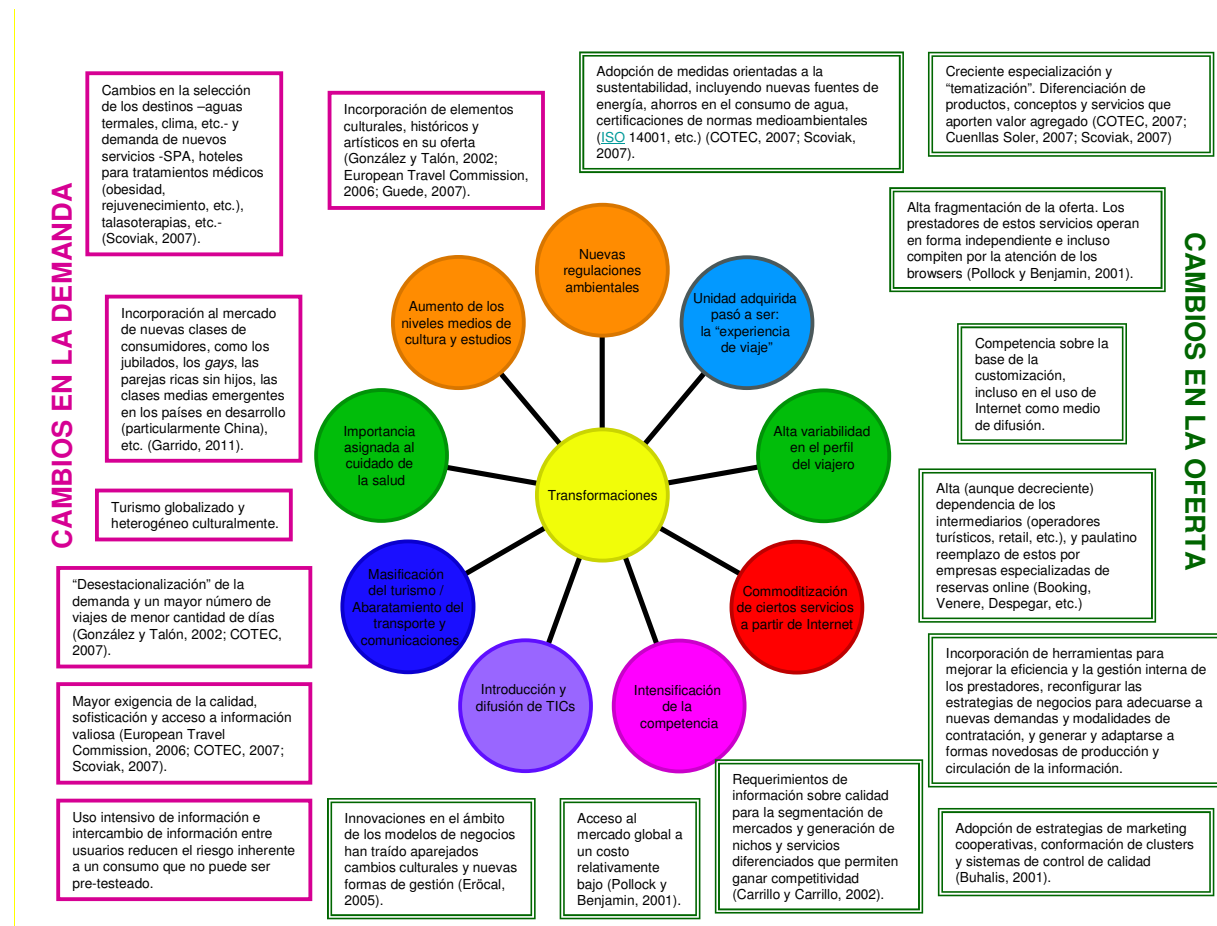 CAMBIOS EN LA DEMANDA
Cambios en la selección
de los destinos –aguas
termales, clima, etc.- y
demanda de nuevos
servicios -SPA, hoteles
para tratamientos médicos
(obesidad,
rejuvenecimiento, etc.),
talasoterapias, etc.-
(Scoviak, 2007).
Incorporación al mercado
de nuevas clases de
consumidores, como los
jubilados, los gays, las
parejas ricas sin hijos, las
clases medias emergentes
en los países en desarrollo
(particularmente China),
etc. (Garrido, 2011).
Turismo globalizado y
heterogéneo culturalmente.
“Desestacionalización” de la
demanda y un mayor número de
viajes de menor cantidad de días
(González y Talón, 2002; COTEC,
2007).
Mayor exigencia de la calidad,
sofisticación y acceso a información
valiosa (European Travel
Commission, 2006; COTEC, 2007;
Scoviak, 2007).
Uso intensivo de información e
intercambio de información entre
usuarios reducen el riesgo inherente
a un consumo que no puede ser
pre-testeado.
Incorporación de elementos
culturales, históricos y
artísticos en su oferta
(González y Talón, 2002;
European Travel Commission,
2006; Guede, 2007).
Adopción de medidas orientadas a la
sustentabilidad, incluyendo nuevas fuentes de
energía, ahorros en el consumo de agua,
certificaciones de normas medioambientales
(ISO 14001, etc.) (COTEC, 2007; Scoviak,
2007).
Nuevas
regulaciones
ambientales
Unidad adquirida
pasó a ser:
la “experiencia
de viaje”
Alta variabilidad
en el perfil
del viajero
Commoditización
de ciertos servicios
a partir de Internet
Intensificación
de la
competencia
Introducción y
difusión de TICs
Masificación
del turismo /
Abaratamiento del
transporte y
comunicaciones
Importancia
asignada al
cuidado de
la salud
Aumento de los
niveles medios de
cultura y estudios
Transformaciones
Innovaciones en el ámbito
de los modelos de negocios
han traído aparejados
cambios culturales y nuevas
formas de gestión (Eröcal,
2005).
Acceso al
mercado global a
un costo
relativamente
bajo (Pollock y
Benjamin, 2001).
Requerimientos de
información sobre calidad
para la segmentación de
mercados y generación de
nichos y servicios
diferenciados que permiten
ganar competitividad
(Carrillo y Carrillo, 2002).
CAMBIOS EN LA OFERTA
Creciente especialización y
“tematización”. Diferenciación de
productos, conceptos y servicios que
aporten valor agregado (COTEC, 2007;
Cuenllas Soler, 2007; Scoviak, 2007)
Alta fragmentación de la oferta. Los
prestadores de estos servicios operan
en forma independiente e incluso
compiten por la atención de los
browsers (Pollock y Benjamin, 2001).
Competencia sobre la
base de la
customización,
incluso en el uso de
Internet como medio
de difusión.
Alta (aunque decreciente)
dependencia de los
intermediarios (operadores
turísticos, retail, etc.), y paulatino
reemplazo de estos por
empresas especializadas de
reservas online (Booking,
Venere, Despegar, etc.)
Incorporación de herramientas para
mejorar la eficiencia y la gestión interna de
los prestadores, reconfigurar las
estrategias de negocios para adecuarse a
nuevas demandas y modalidades de
contratación, y generar y adaptarse a
formas novedosas de producción y
circulación de la información.
Adopción de estrategias de marketing
cooperativas, conformación de clusters
y sistemas de control de calidad
(Buhalis, 2001).